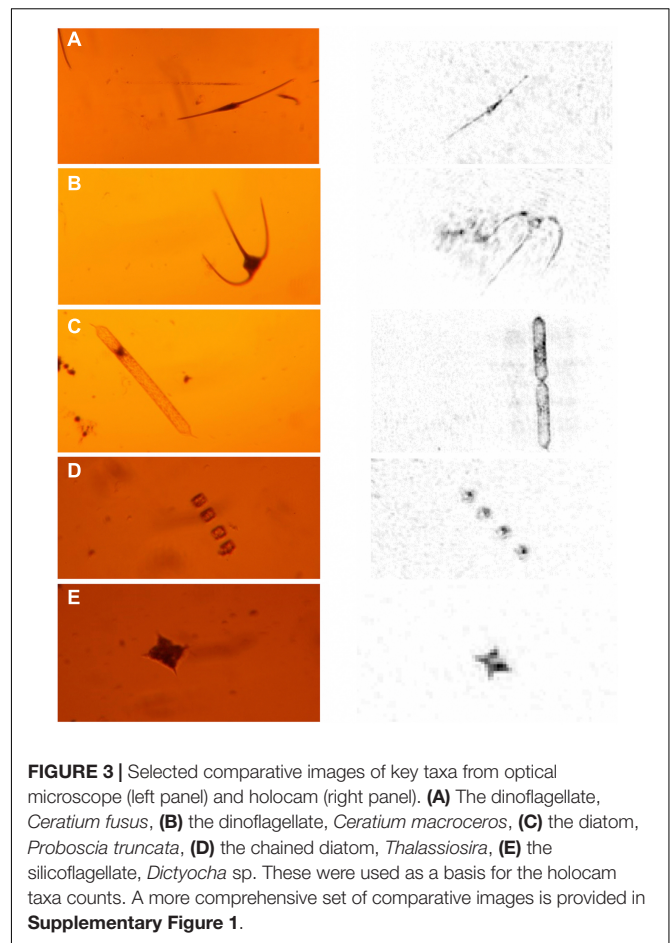 A
B
C
D
E
FIGURE 3 | Selected comparative images of key taxa from optical
microscope (left panel) and holocam (right panel). (A) The dinoflagellate,
Ceratium fusus, (B) the dinoflagellate, Ceratium macroceros, (C) the diatom,
Proboscia truncata, (D) the chained diatom, Thalassiosira, (E) the
silicoflagellate, Dictyocha sp. These were used as a basis for the holocam
taxa counts. A more comprehensive set of comparative images is provided in
Supplementary Figure 1.